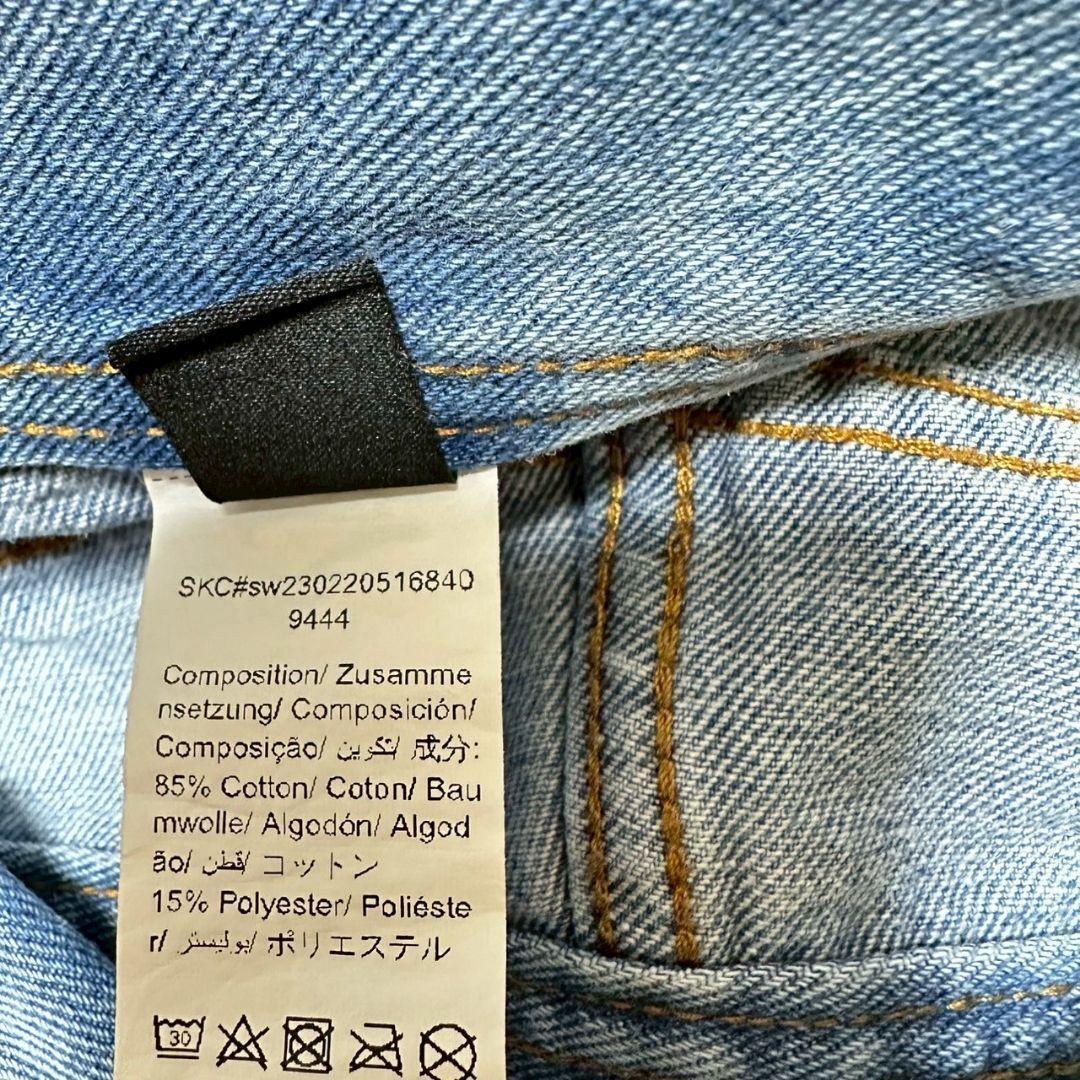 SKC#sw230220516840
9444
Composition/ Zusamme
nsetzung/ Composición/
Composição/ تكوين/ 成分:
85% Cotton/ Coton/ Bau
mwolle/ Algodón/ Algod
ão/ قطن/ コットン
15% Polyester/ Poliéste
r/ بوليستر/ ポリエステル
30